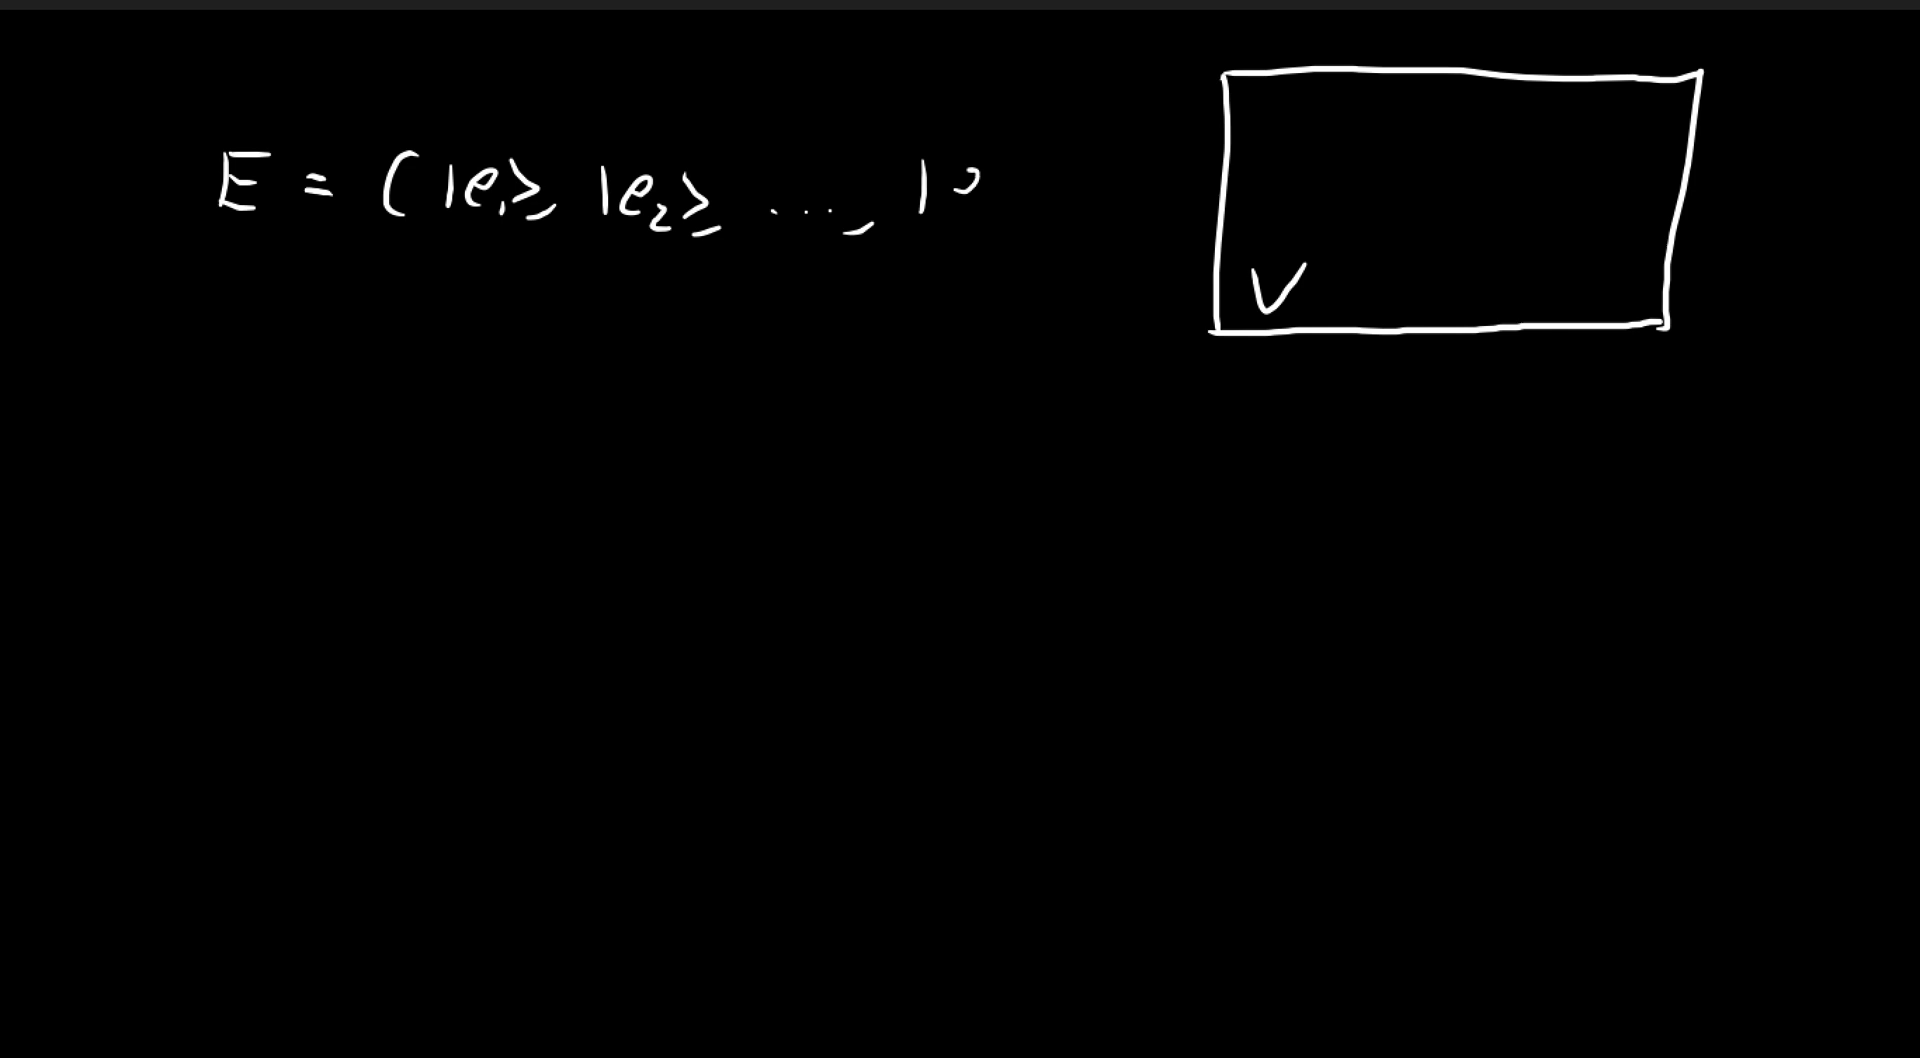 E = ( |e₁>, |e₂>, ..., |
V